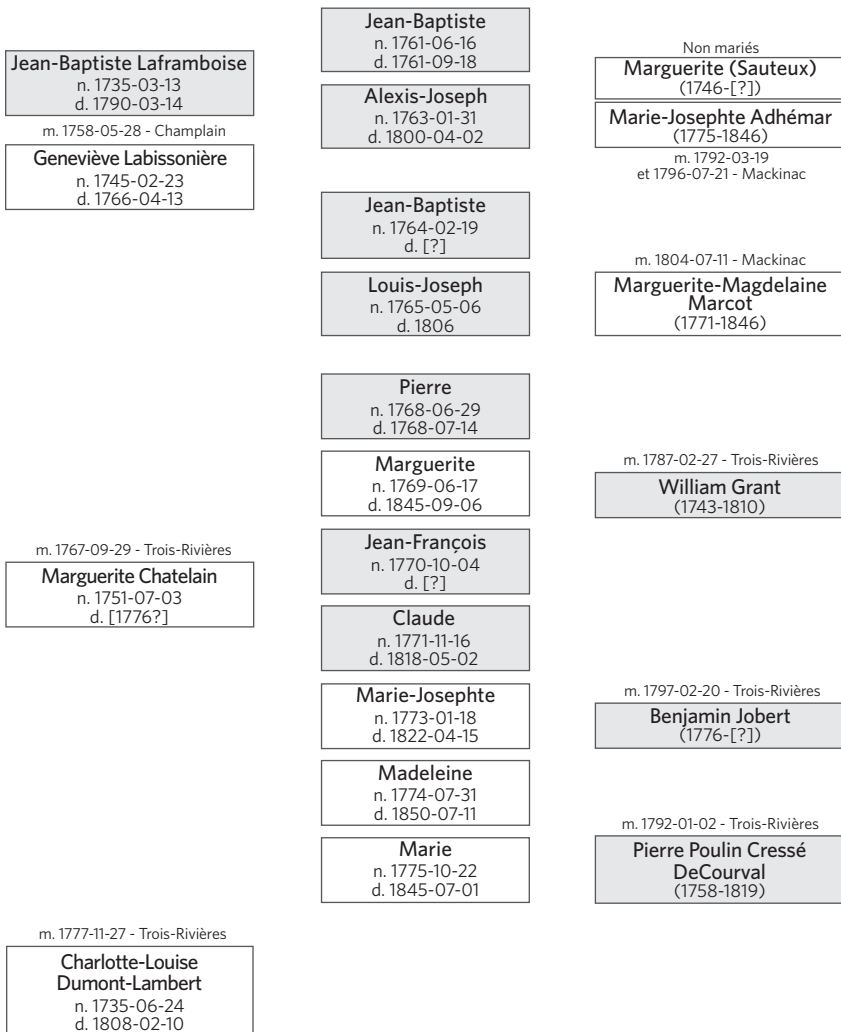 Jean-Baptiste Laframboise
n. 1735-03-13
d. 1790-03-14
m. 1758-05-28 - Champlain
Geneviève Labissonière
n. 1745-02-23
d. 1766-04-13
Jean-Baptiste
n. 1761-06-16
d. 1761-09-18
Alexis-Joseph
n. 1763-01-31
d. 1800-04-02
Non mariés
Marguerite (Sauteux)
(1746-[?])
Marie-Josephte Adhémar
(1775-1846)
m. 1792-03-19
et 1796-07-21 - Mackinac
Jean-Baptiste
n. 1764-02-19
d. [?]
Louis-Joseph
n. 1765-05-06
d. 1806
m. 1804-07-11 - Mackinac
Marguerite-Magdelaine
Marcot
(1771-1846)
m. 1767-09-29 - Trois-Rivières
Marguerite Chatelain
n. 1751-07-03
d. [1776?]
Pierre
n. 1768-06-29
d. 1768-07-14
Marguerite
n. 1769-06-17
d. 1845-09-06
m. 1787-02-27 - Trois-Rivières
William Grant
(1743-1810)
Jean-François
n. 1770-10-04
d. [?]
Claude
n. 1771-11-16
d. 1818-05-02
Marie-Josephte
n. 1773-01-18
d. 1822-04-15
m. 1797-02-20 - Trois-Rivières
Benjamin Jobert
(1776-[?])
Madeleine
n. 1774-07-31
d. 1850-07-11
Marie
n. 1775-10-22
d. 1845-07-01
m. 1792-01-02 - Trois-Rivières
Pierre Poulin Cressé
DeCourval
(1758-1819)
m. 1777-11-27 - Trois-Rivières
Charlotte-Louise
Dumont-Lambert
n. 1735-06-24
d. 1808-02-10